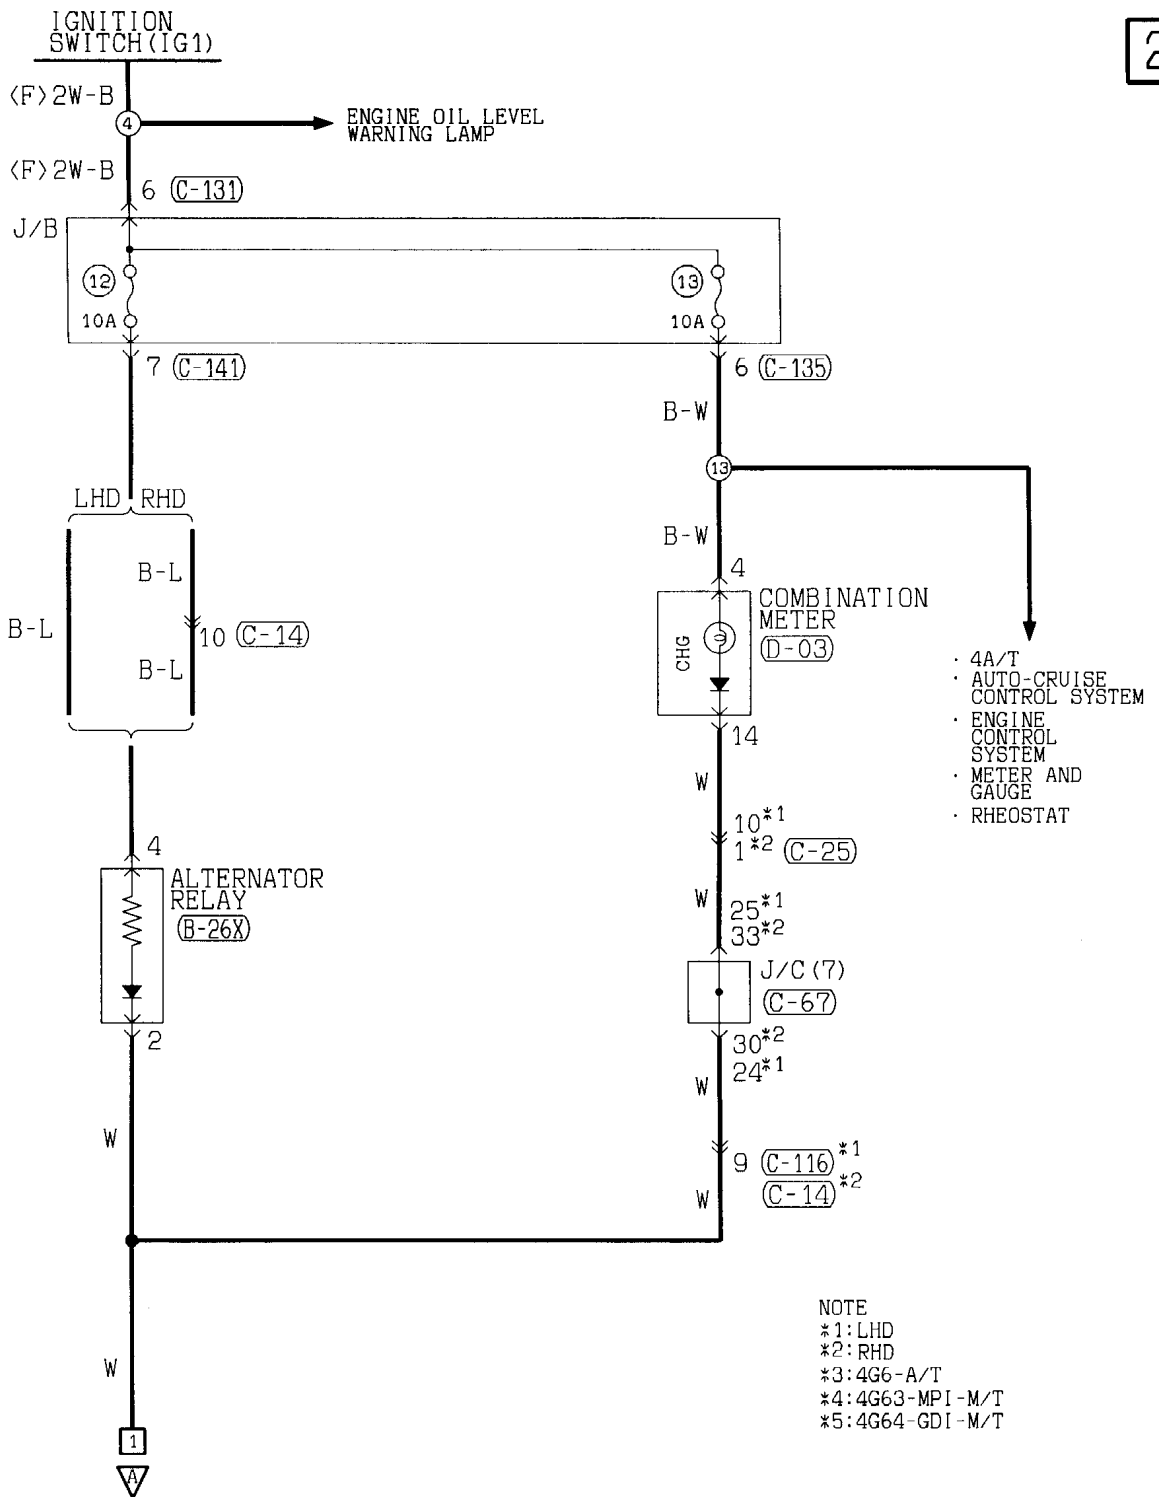 IGNITION
SWITCH(IG1)
2
<F>2W-B
4
ENGINE OIL LEVEL
WARNING LAMP
<F>2W-B
6 C-131
J/B
12
13
10A
10A
7 C-141
6 C-135
B-W
13
LHD RHD
B-W
4
B-L
COMBINATION
METER
D-03
CHG
B-L
10 C-14
B-L
· 4A/T
· AUTO-CRUISE
CONTROL SYSTEM
· ENGINE
CONTROL
SYSTEM
· METER AND
GAUGE
· RHEOSTAT
14
W
10*1
1*2 C-25
4
ALTERNATOR
RELAY
B-26X
W
25*1
33*2
J/C(7)
C-67
2
30*2
24*1
W
W
9 C-116 *1
C-14 *2
W
NOTE
*1:LHD
*2:RHD
*3:4G6-A/T
*4:4G63-MPI-M/T
*5:4G64-GDI-M/T
W
1
A